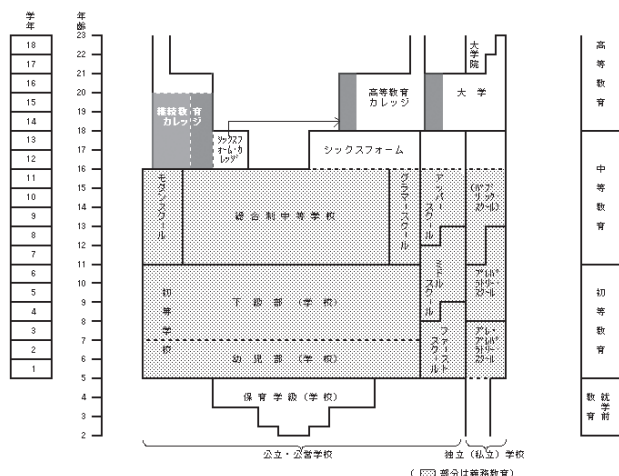 学年
年齢
18
17
16
15
14
13
12
11
10
9
8
7
6
5
4
3
2
1
23
22
21
20
19
18
17
16
15
14
13
12
11
10
9
8
7
6
5
4
3
2
継続教育
カレッジ
シックスフ
ォーム・カ
レッジ
シックスフォーム
高等教育
カレッジ
大学
大学院
モダンスクール
総合制中等学校
グラマースクール
アッパースクール
(パブリックスクール)
ミドルスクール
初等学校
下級部(学校)
幼児部(学校)
ファーストスクール
プレパラトリー・スクール
プレ・プレパラトリー・スクール
保育学級(学校)
公立・公営学校
独立(私立)学校
(部分は義務教育)
高等教育
中等教育
初等教育
就学前教育